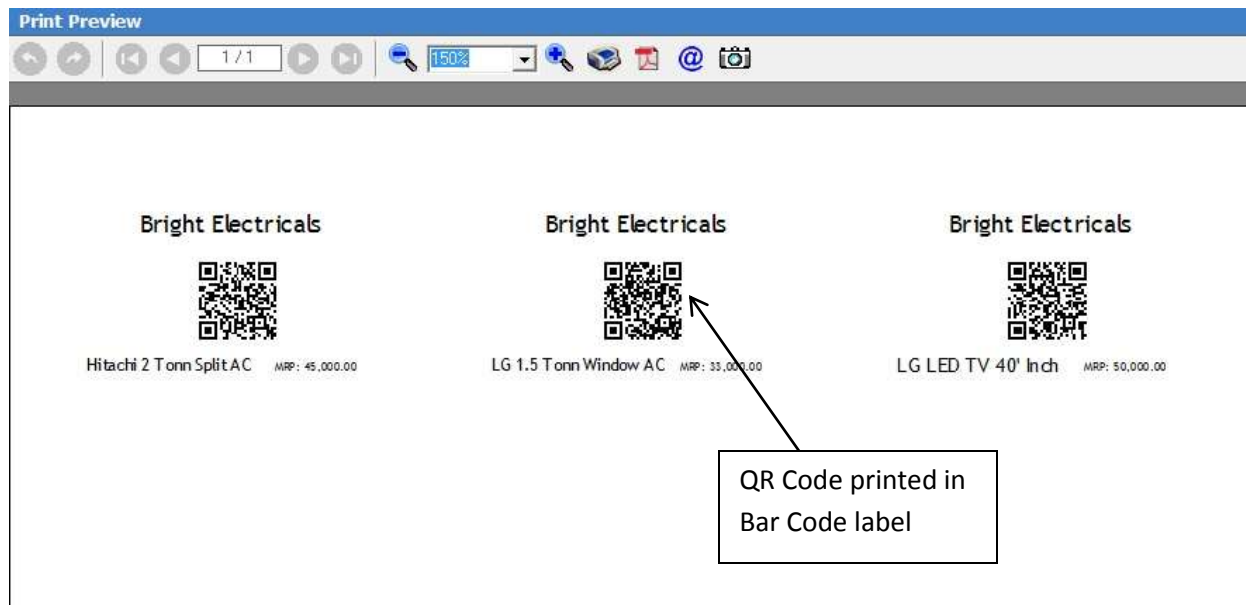 Print Preview
1 / 1
150%
@
Bright Electricals Bright Electricals Bright Electricals
Hitachi 2 Tonn Split AC MRP: 45,000.00 LG 1.5 Tonn Window AC MRP: 33,000.00 LG LED TV 40' Inch MRP: 50,000.00
QR Code printed in
Bar Code label